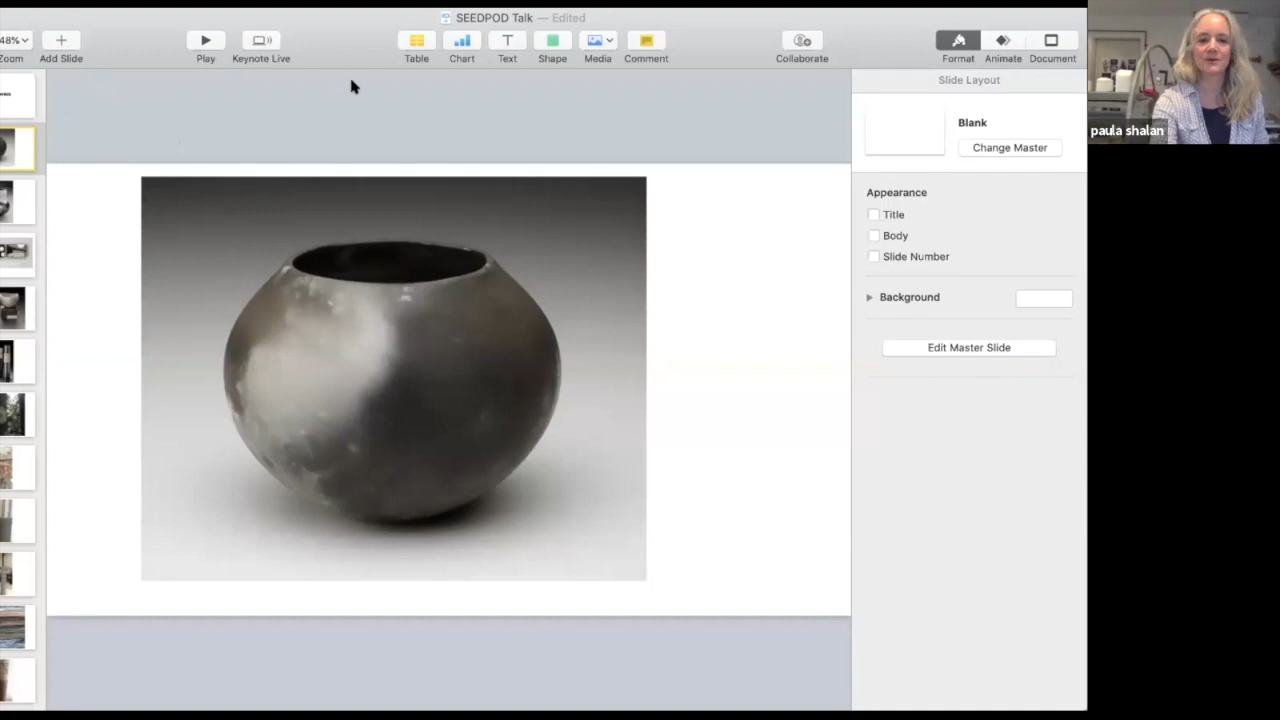 SEEDPOD Talk — Edited
48%
Zoom
Add Slide
Play
Keynote Live
Table
Chart
Text
Shape
Media
Comment
Collaborate
Format
Animate
Document
Slide Layout
Blank
Change Master
Appearance
Title
Body
Slide Number
Background
Edit Master Slide
paula shalan